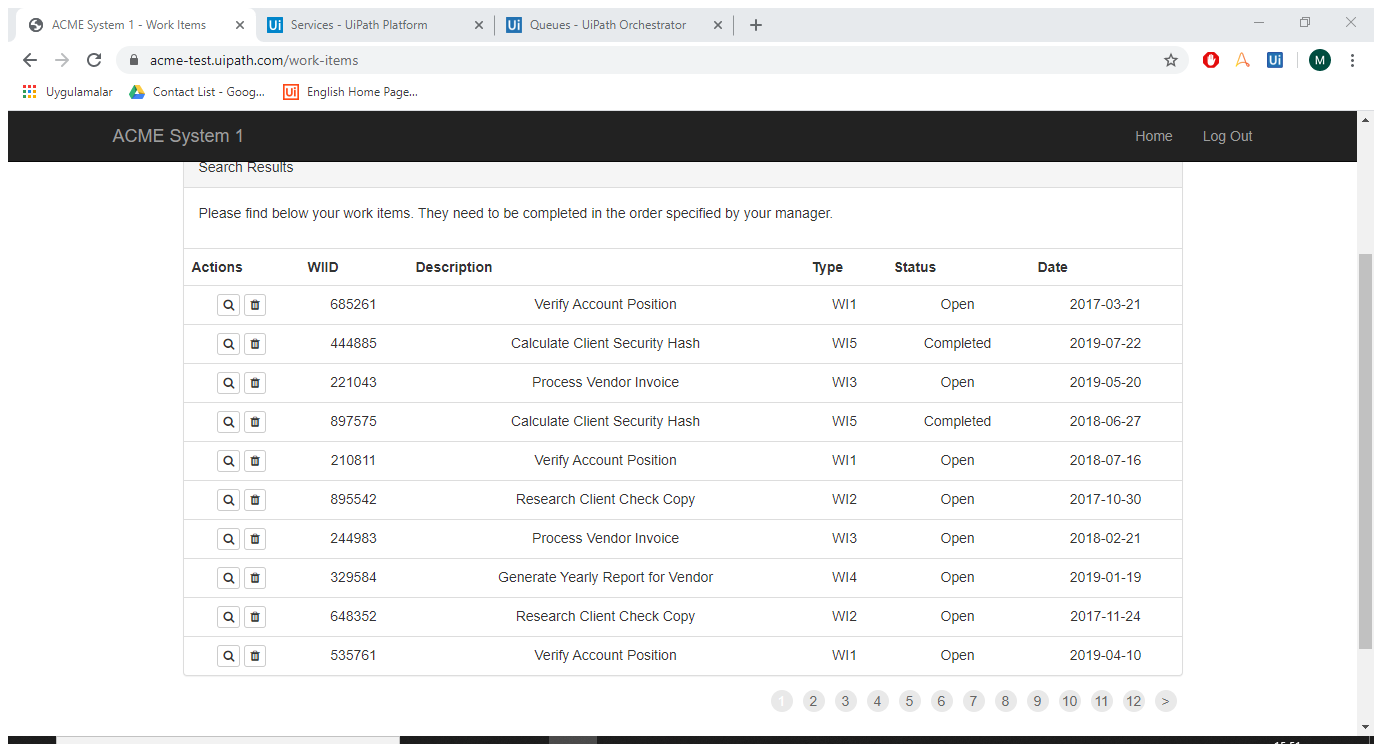 ACME System 1 - Work Items
Services - UiPath Platform
Queues - UiPath Orchestrator
acme-test.uipath.com/work-items
Ui
M
Uygulamalar
Contact List - Goog...
English Home Page...
ACME System 1 Home Log Out
Search Results
Please find below your work items. They need to be completed in the order specified by your manager.
Actions WIID Description Type Status Date
685261 Verify Account Position WI1 Open 2017-03-21
444885 Calculate Client Security Hash WI5 Completed 2019-07-22
221043 Process Vendor Invoice WI3 Open 2019-05-20
897575 Calculate Client Security Hash WI5 Completed 2018-06-27
210811 Verify Account Position WI1 Open 2018-07-16
895542 Research Client Check Copy WI2 Open 2017-10-30
244983 Process Vendor Invoice WI3 Open 2018-02-21
329584 Generate Yearly Report for Vendor WI4 Open 2019-01-19
648352 Research Client Check Copy WI2 Open 2017-11-24
535761 Verify Account Position WI1 Open 2019-04-10
1 2 3 4 5 6 7 8 9 10 11 12 >